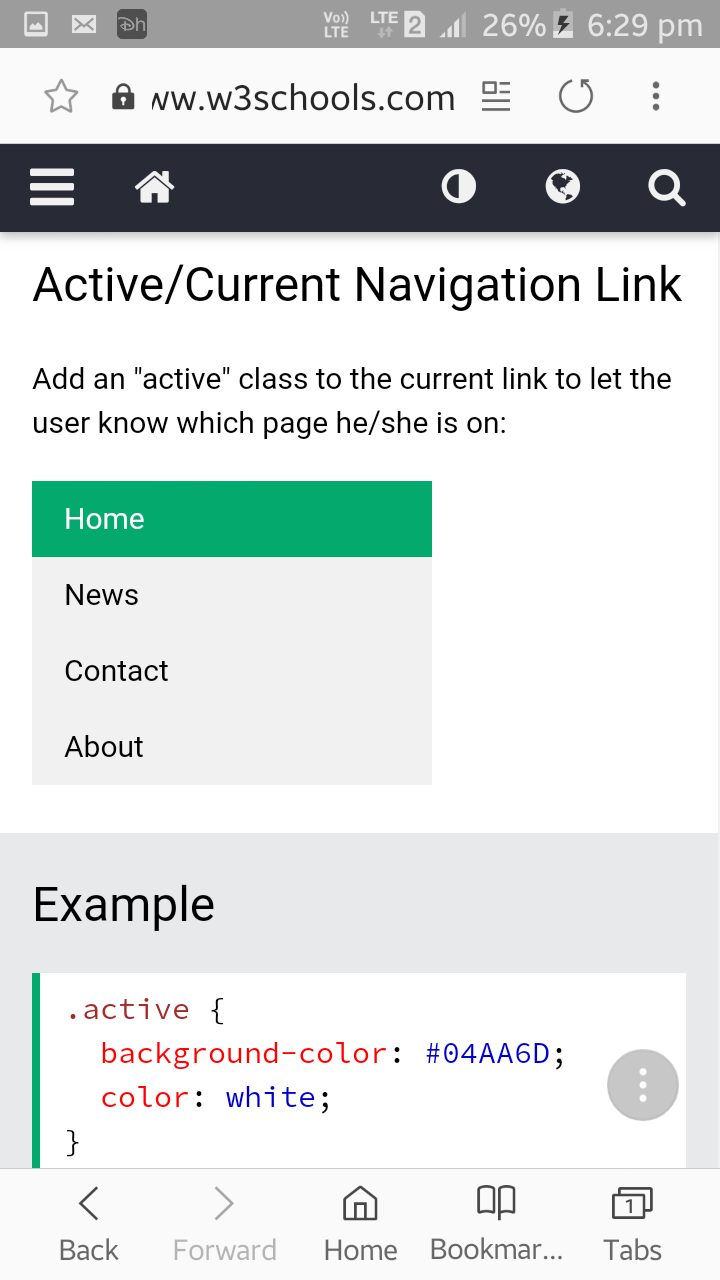 Dh Vo)) LTE LTE 2 26% 6:29 pm
ww.w3schools.com
Active/Current Navigation Link
Add an "active" class to the current link to let the
user know which page he/she is on:
Home
News
Contact
About
Example
.active {
  background-color: #04AA6D;
  color: white;
}
Back Forward Home Bookmar... 1 Tabs